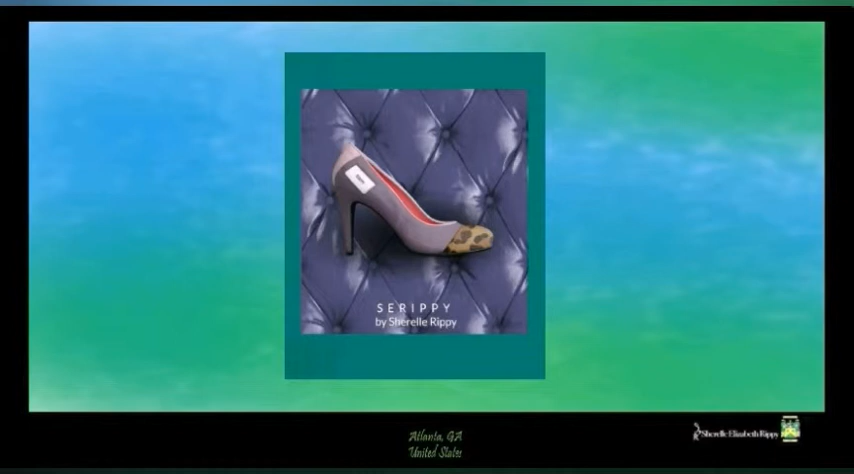 SERIPPY
by Sherelle Rippy
Atlanta, GA
United States
Sherelle Elizabeth Rippy